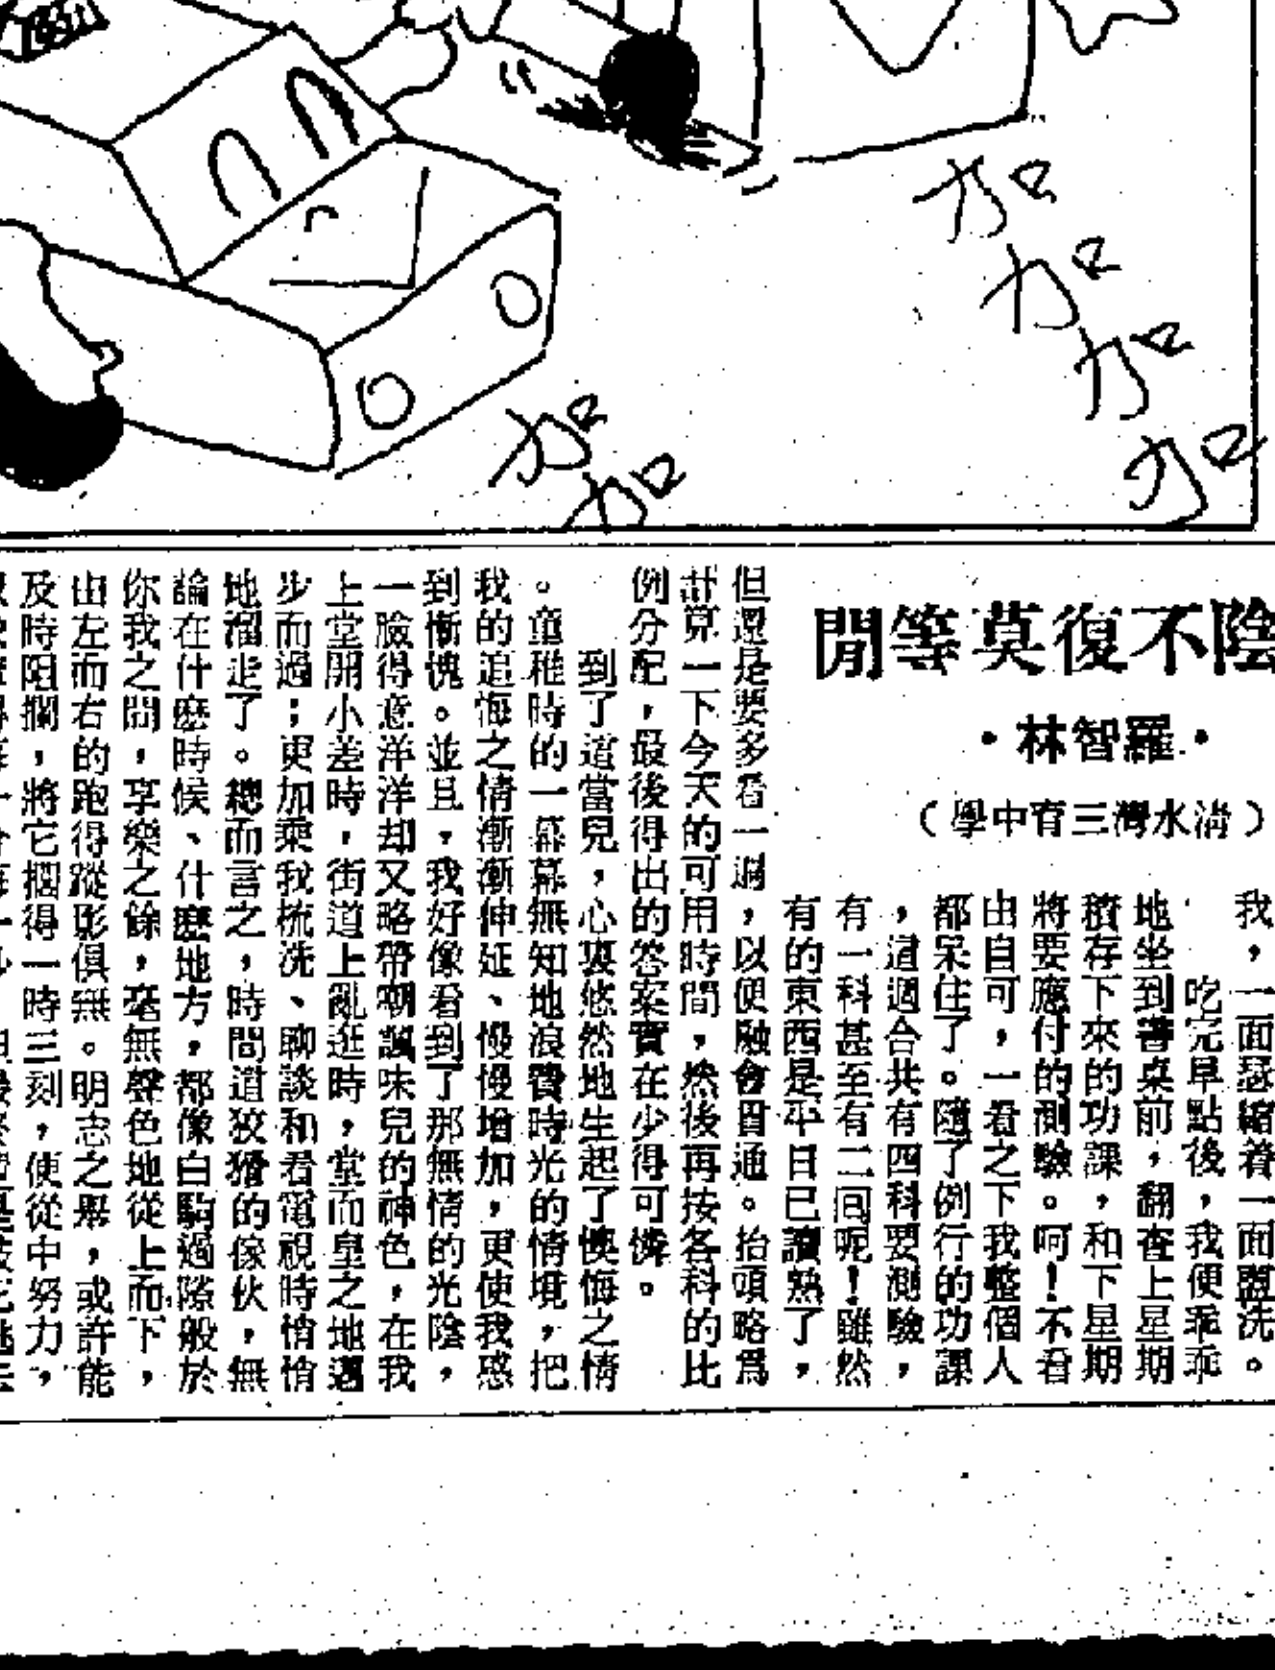 加
加
加
加
加
加
陰不復莫等閒
·羅智林·
(清水灣三育中學)
我,一面瑟縮着一面盥洗。
吃完早點後,我便乖乖
地坐到書桌前,翻查上星期
積存下來的功課,和下星期
將要應付的測驗。呵!不看
由自可,一看之下我整個人
都呆住了。隨了例行的功課
,這週合共有四科要測驗,
有一科甚至有二囘呢!雖然
有的東西是平日已讀熟了,
但還是要多看一遍,以便融會貫通。抬頭略爲
計算一下今天的可用時間,然後再按各科的比
例分配,最後得出的答案實在少得可憐。
到了這當兒,心裏悠然地生起了懊悔之情
。童稚時的一幕幕無知地浪費時光的情境,把
我的追悔之情漸漸伸延、慢慢增加,更使我感
到慚愧。並且,我好像看到了那無情的光陰,
一臉得意洋洋却又略帶嘲諷味兒的神色,在我
上堂開小差時,街道上亂逛時,堂而皇之地邁
步而過;更加乘我梳洗、聊談和看電視時悄悄
地溜走了。總而言之,時間這狡猾的傢伙,無
論在什麼時候、什麼地方,都像白駒過隙般於
你我之間,享樂之餘,毫無聲色地從上而下,
由左而右的跑得蹤影俱無。明志之衆,或許能
及時阻攔,將它摑得一時三刻,使從中努力,